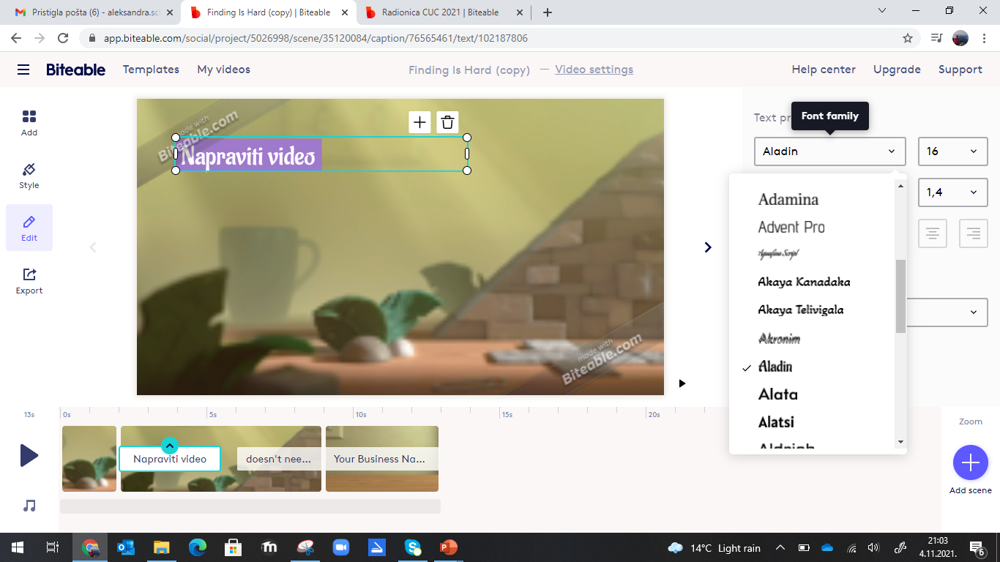 Pristigla pošta (6) - aleksandra.sc
Finding Is Hard (copy) | Biteable
Radionica CUC 2021 | Biteable
app.biteable.com/social/project/5026998/scene/35120084/caption/76565461/text/102187806
Biteable
Templates
My videos
Finding Is Hard (copy) — Video settings
Help center
Upgrade
Support
Add
Style
Edit
Export
made with
Biteable.com
Napraviti video
made with
Biteable.com
Text pr
Font family
Aladin
16
1,4
Adamina
Advent Pro
Aguafina Script
Akaya Kanadaka
Akaya Telivigala
Akronim
Aladin
Alata
Alatsi
Aldrich
13s
0s
5s
10s
15s
20s
Zoom
Napraviti video
doesn't nee...
Your Business Na...
Add scene
14°C Light rain
21:03
4.11.2021.
6